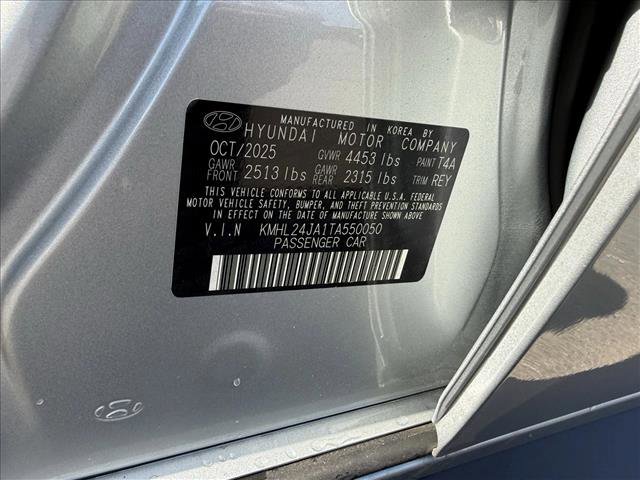 MANUFACTURED IN KOREA BY
HYUNDAI MOTOR COMPANY
OCT/2025 GVWR 4453 lbs PAINT T4A
GAWR FRONT 2513 lbs GAWR REAR 2315 lbs TRIM REY
THIS VEHICLE CONFORMS TO ALL APPLICABLE U.S.A. FEDERAL
MOTOR VEHICLE SAFETY, BUMPER, AND THEFT PREVENTION STANDARDS
IN EFFECT ON THE DATE OF MANUFACTURE SHOWN ABOVE.
V.I.N KMHL24JA1TA550050
PASSENGER CAR